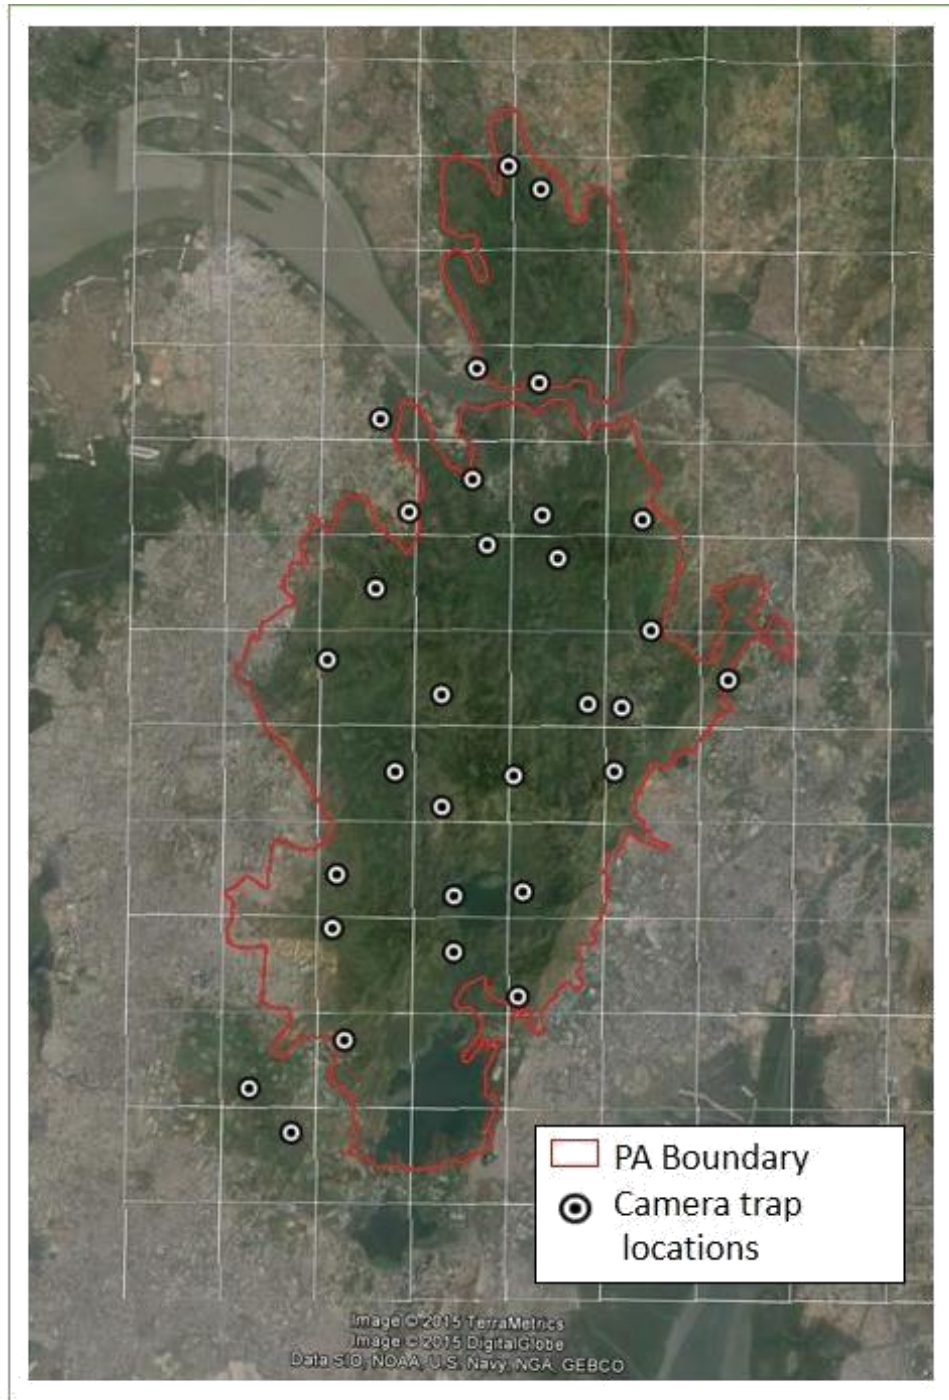 PA Boundary
Camera trap
locations
Image © 2015 TerraMetrics
Image © 2015 DigitalGlobe
Data SIO, NOAA, U.S. Navy, NGA, GEBCO